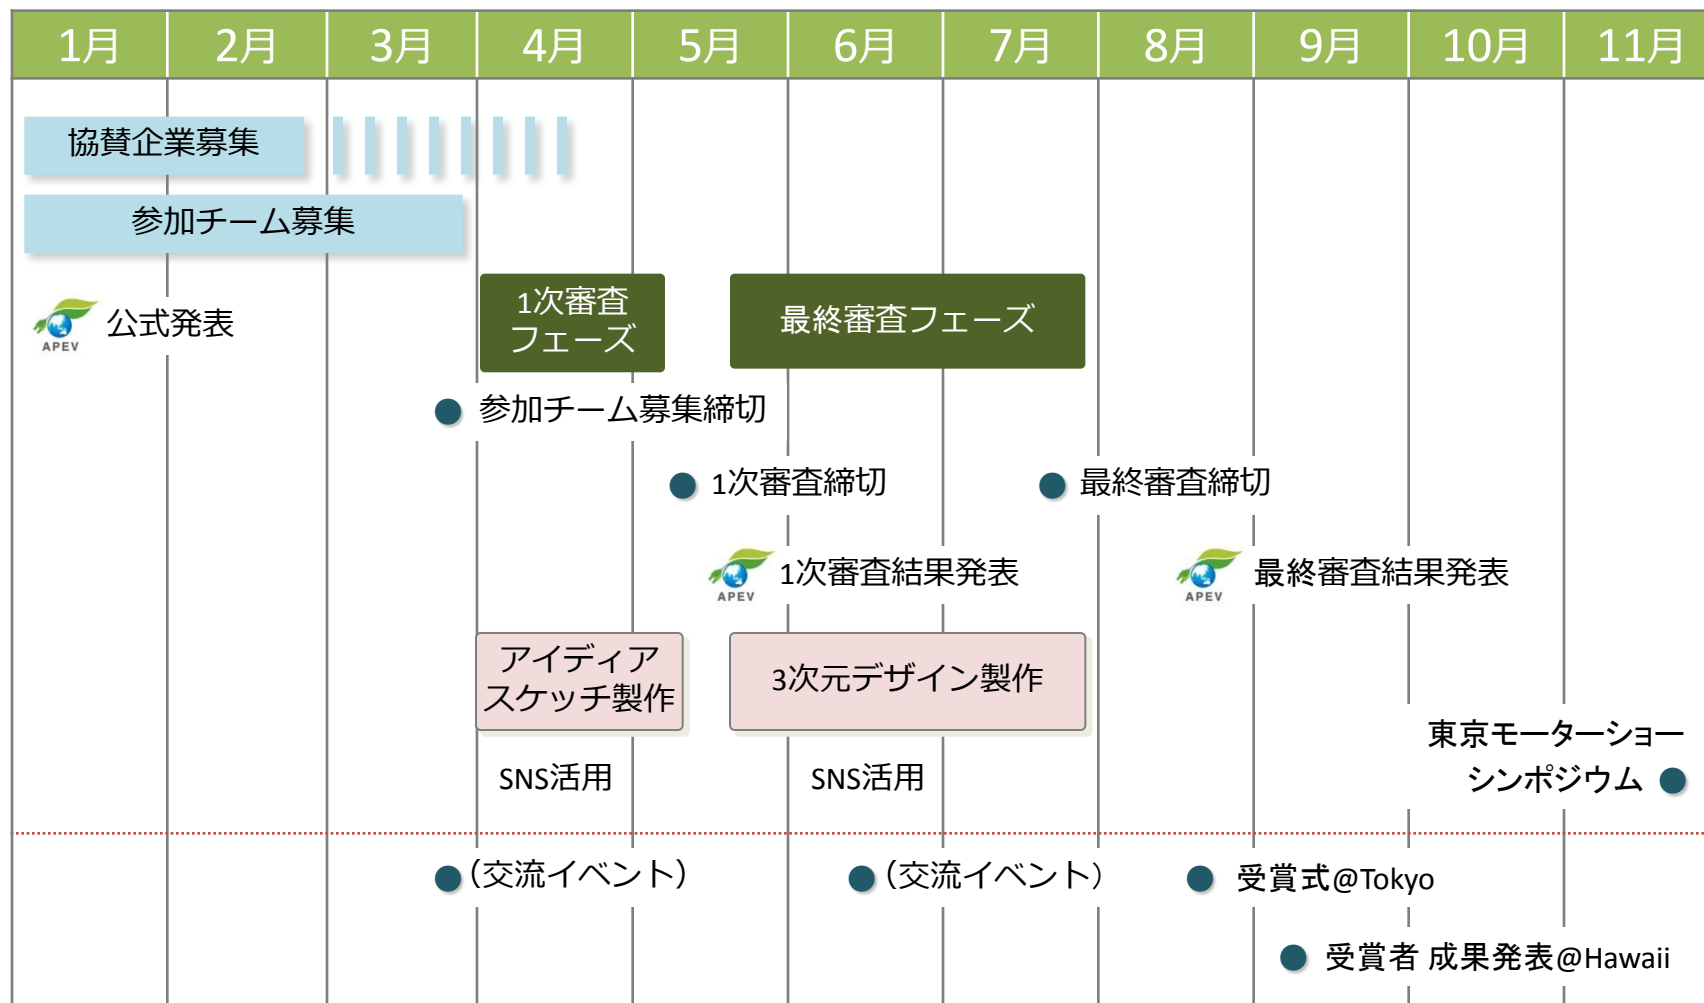 1月 2月 3月 4月 5月 6月 7月 8月 9月 10月 11月
協賛企業募集
参加チーム募集
APEV
公式発表
1次審査
フェーズ
最終審査フェーズ
参加チーム募集締切
1次審査締切
最終審査締切
APEV
1次審査結果発表
APEV
最終審査結果発表
アイディア
スケッチ製作
3次元デザイン製作
SNS活用
SNS活用
東京モーターショー
シンポジウム
(交流イベント)
(交流イベント)
受賞式@Tokyo
受賞者 成果発表@Hawaii